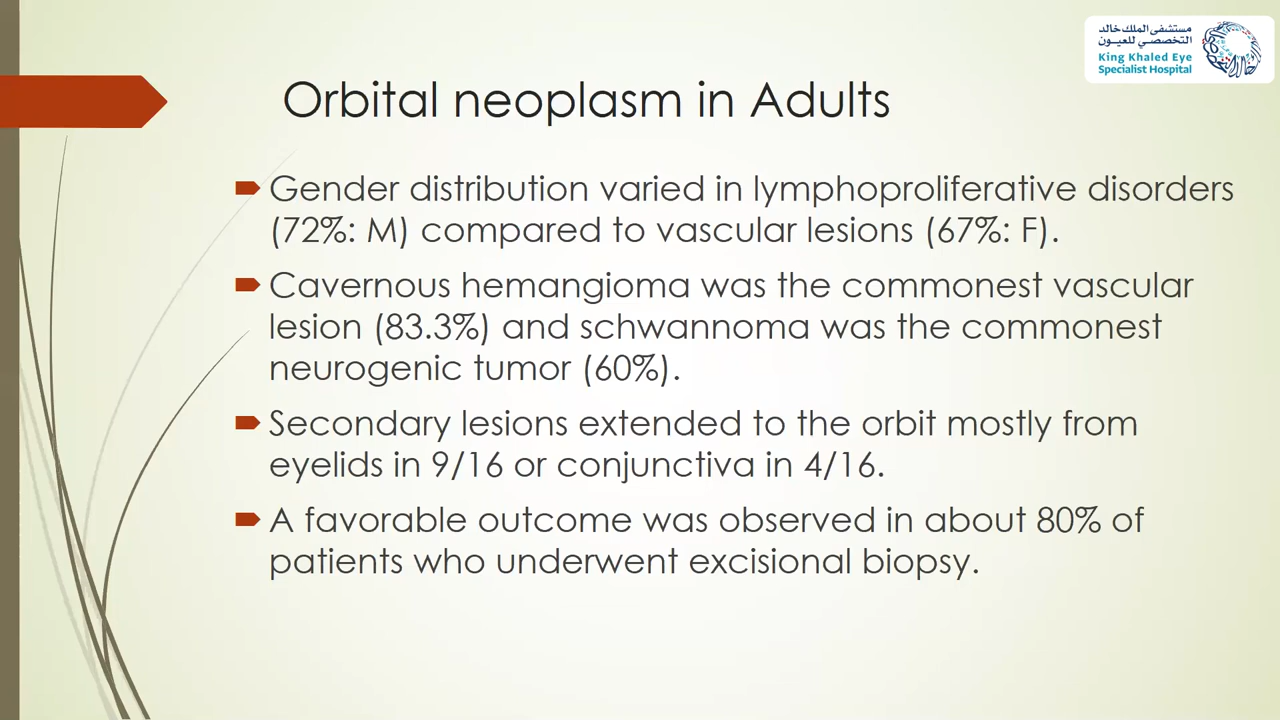 مستشفى الملك خالد
التخصصي للعيون
King Khaled Eye
Specialist Hospital
Orbital neoplasm in Adults
Gender distribution varied in lymphoproliferative disorders
(72%: M) compared to vascular lesions (67%: F).
Cavernous hemangioma was the commonest vascular
lesion (83.3%) and schwannoma was the commonest
neurogenic tumor (60%).
Secondary lesions extended to the orbit mostly from
eyelids in 9/16 or conjunctiva in 4/16.
A favorable outcome was observed in about 80% of
patients who underwent excisional biopsy.